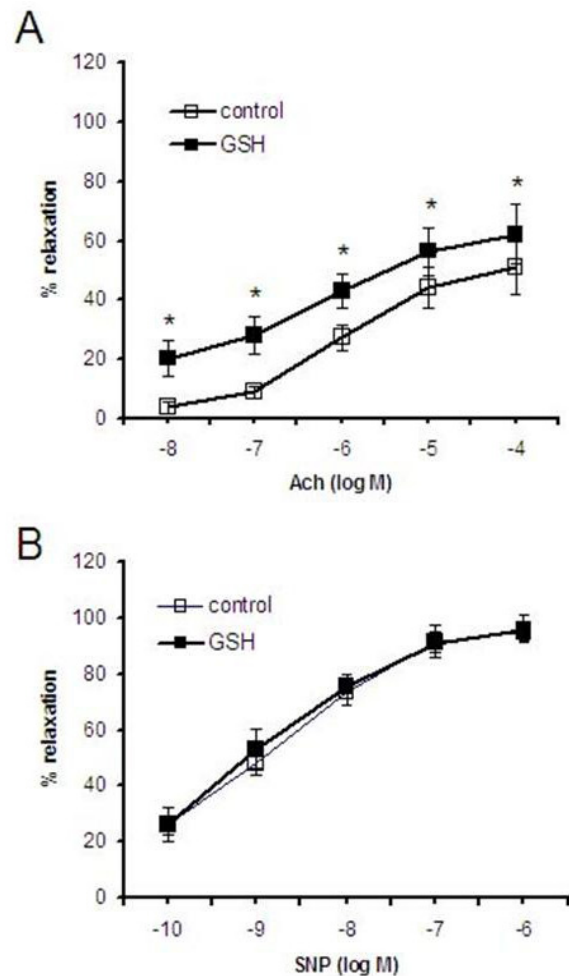 A
120
100
80
60
40
20
0
% relaxation
control
GSH
* * * * *
-8 -7 -6 -5 -4
Ach (log M)
B
120
100
80
60
40
20
0
% relaxation
control
GSH
-10 -9 -8 -7 -6
SNP (log M)